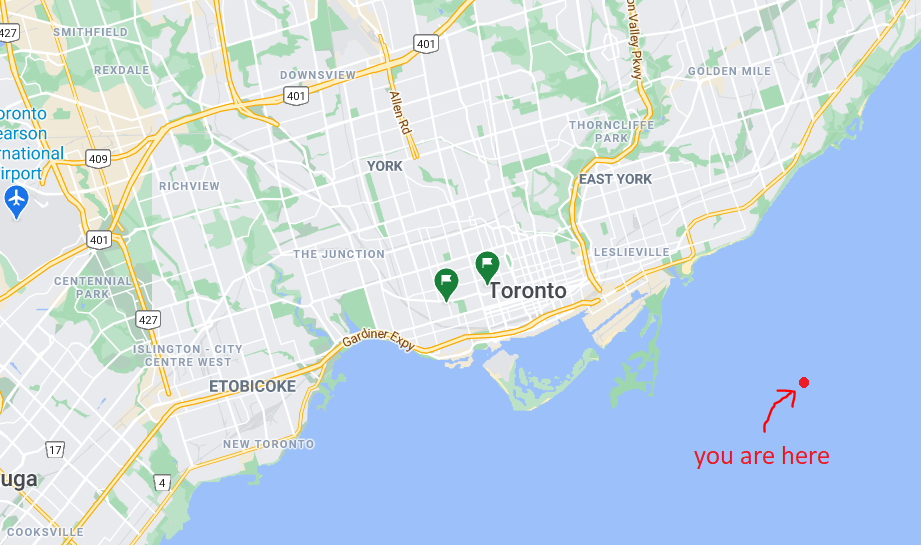 427
SMITHFIELD
on Valley Pkwy
401
REXDALE
DOWNSVIEW
GOLDEN MILE
401
Allen Rd
oronto
earson
rnational
irport
THORNCLIFFE
PARK
409
YORK
EAST YORK
RICHVIEW
401
THE JUNCTION
LESLIEVILLE
CENTENNIAL
PARK
Toronto
427
Gardiner Expy
ISLINGTON - CITY
CENTRE WEST
ETOBICOKE
NEW TORONTO
17
you are here
uga
4
COOKSVILLE